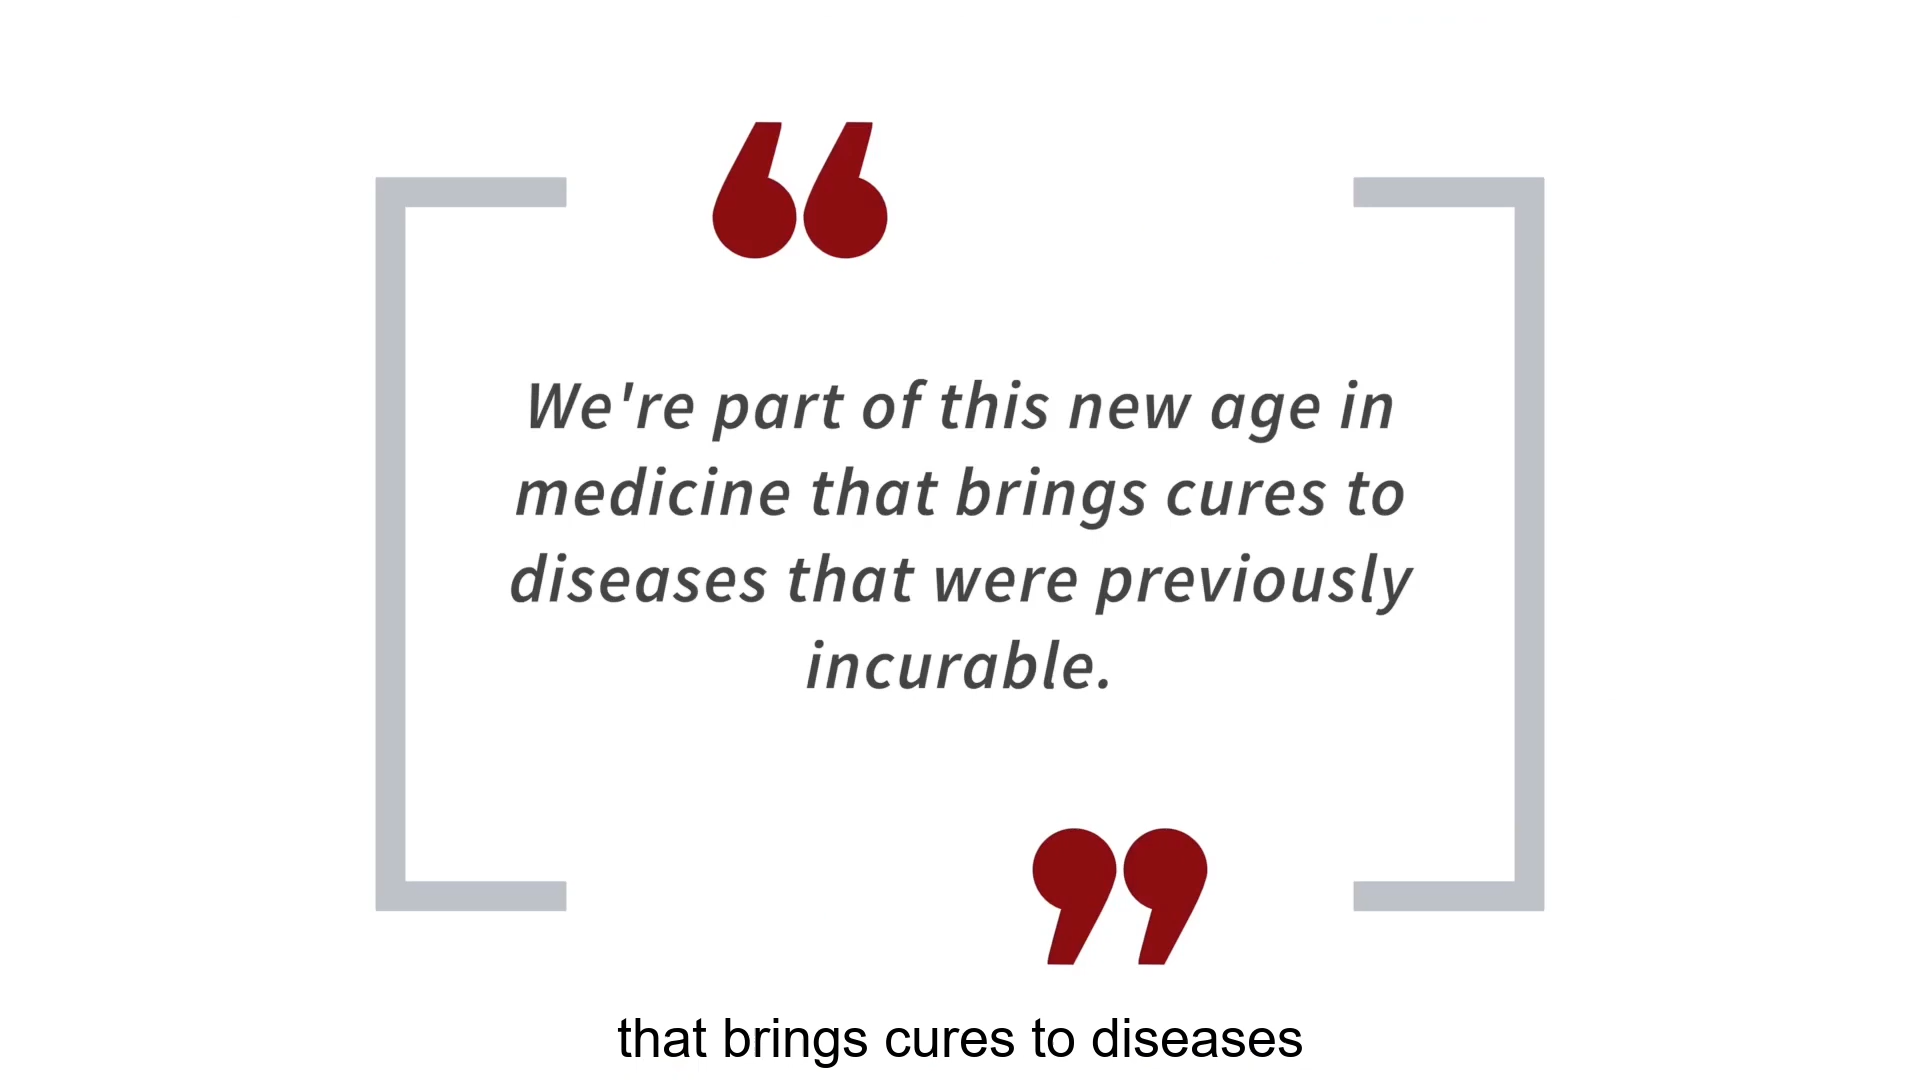 “
We're part of this new age in
medicine that brings cures to
diseases that were previously
incurable.
”
that brings cures to diseases